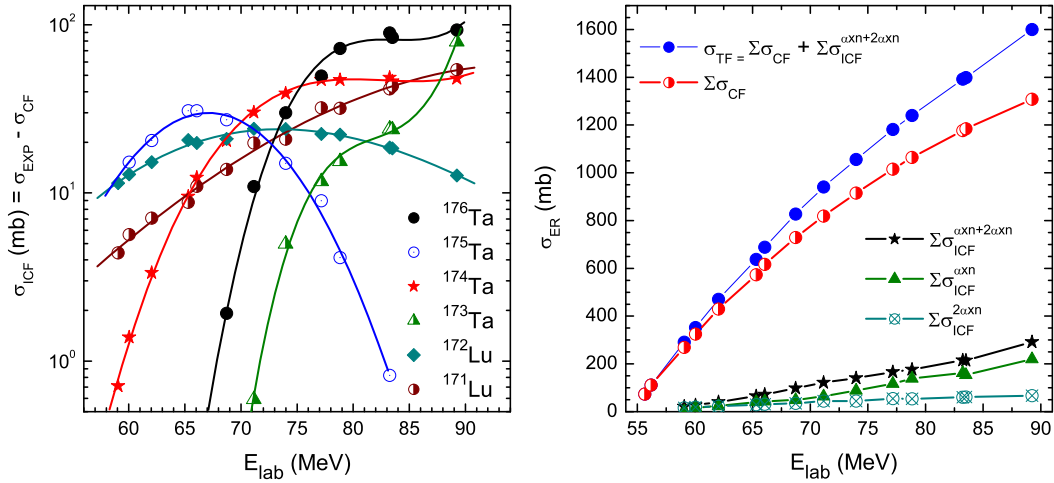 σ_ICF (mb) = σ_EXP - σ_CF
10²
10¹
10⁰
¹⁷⁶Ta
¹⁷⁵Ta
¹⁷⁴Ta
¹⁷³Ta
¹⁷²Lu
¹⁷¹Lu
60 65 70 75 80 85 90
E_lab (MeV)
σ_ER (mb)
1600
1400
1200
1000
800
600
400
200
0
σ_TF = Σσ_CF + Σσ_ICF^αxn+2αxn
Σσ_CF
Σσ_ICF^αxn+2αxn
Σσ_ICF^αxn
Σσ_ICF^2αxn
55 60 65 70 75 80 85 90
E_lab (MeV)